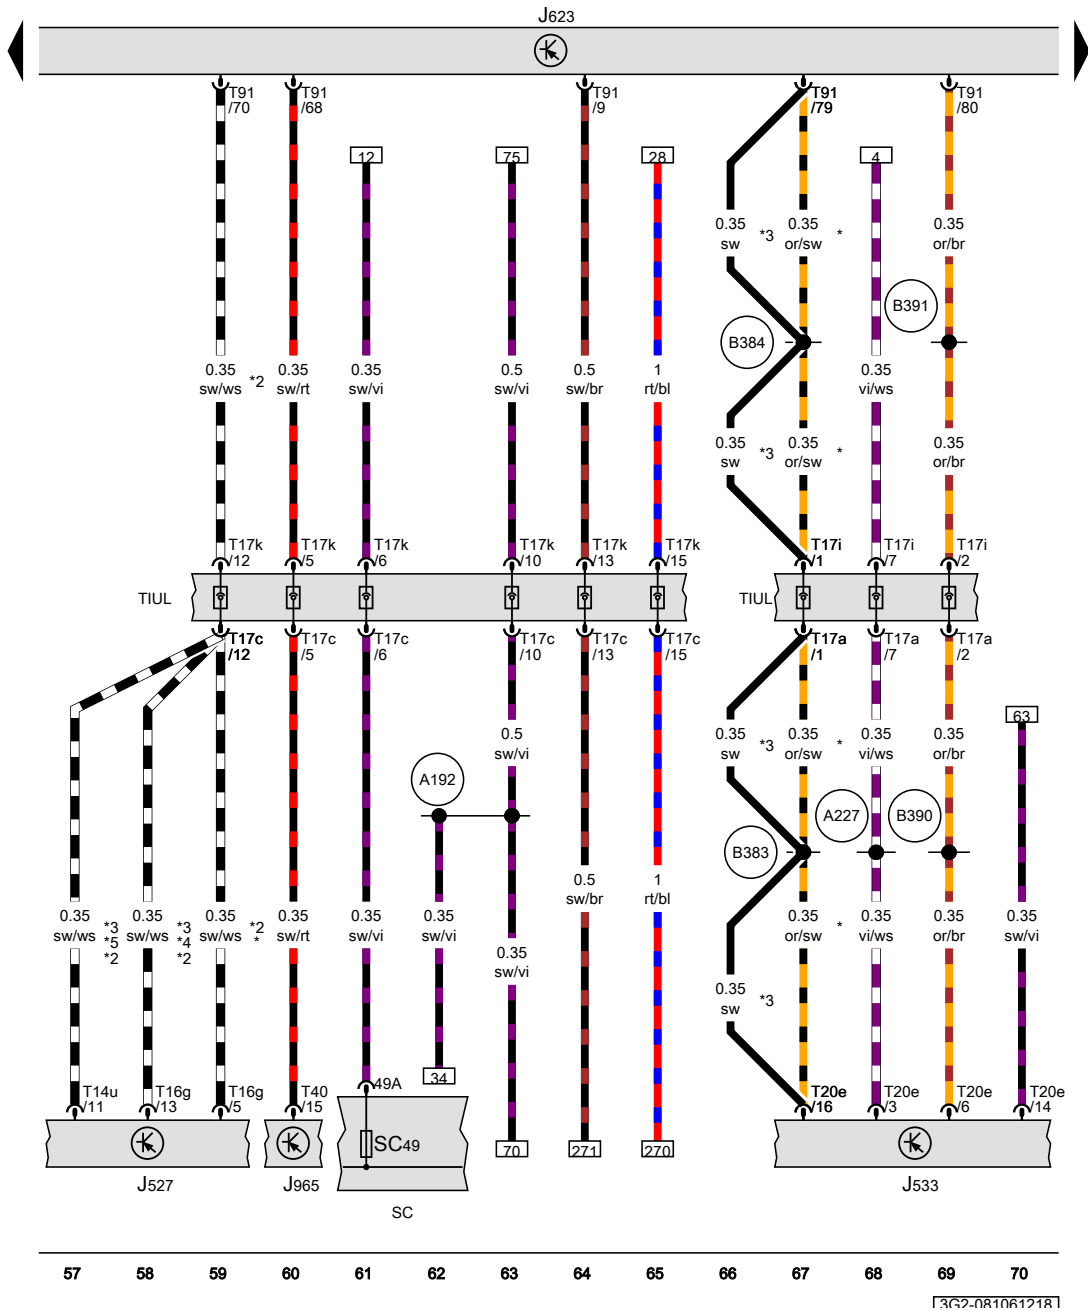 J623
T91 T91 T91 T91 T91
/70 /68 /9 /79 /80
12 75 28 4
0.35 *3 0.35 * 0.35
sw or/sw or/br
B391
B384
0.35 *2 0.35 0.35 0.5 0.5 1 0.35
sw/ws sw/rt sw/vi sw/vi sw/br rt/bl vi/ws
0.35 *3 0.35 * 0.35
sw or/sw or/br
T17k T17k T17k T17k T17k T17k T17i T17i T17i
/12 /5 /6 /10 /13 /15 /1 /7 /2
TIUL TIUL
T17c T17c T17c T17c T17c T17c T17a T17a T17a
/12 /5 /6 /10 /13 /15 /1 /7 /2
63
0.5 0.35 *3 0.35 * 0.35 0.35
sw/vi sw or/sw vi/ws or/br
A192
A227 B390
B383
0.5 1
sw/br rt/bl
0.35 *3 0.35 *3 0.35 *2 0.35 0.35 0.35 0.35 * 0.35 0.35 0.35
sw/ws *5 sw/ws *4 sw/ws * sw/rt sw/vi sw/vi or/sw vi/ws or/br sw/vi
*2 *2
0.35
sw/vi
0.35 *3
sw
34
49A
T14u T16g T16g T40 T20e T20e T20e T20e
/11 /13 /5 /15 /16 /3 /6 /14
SC49
70 271 270
J527 J965 J533
SC
57 58 59 60 61 62 63 64 65 66 67 68 69 70
3G2-081061218